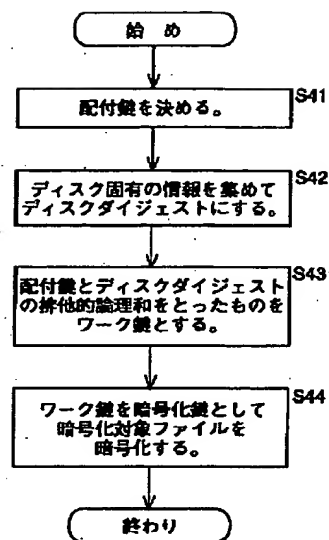 始め
S41
配付鍵を決める。
S42
ディスク固有の情報を集めて
ディスクダイジェストにする。
S43
配付鍵とディスクダイジェスト
の排他的論理和をとったものを
ワーク鍵とする。
S44
ワーク鍵を暗号化鍵として
暗号化対象ファイルを
暗号化する。
終わり